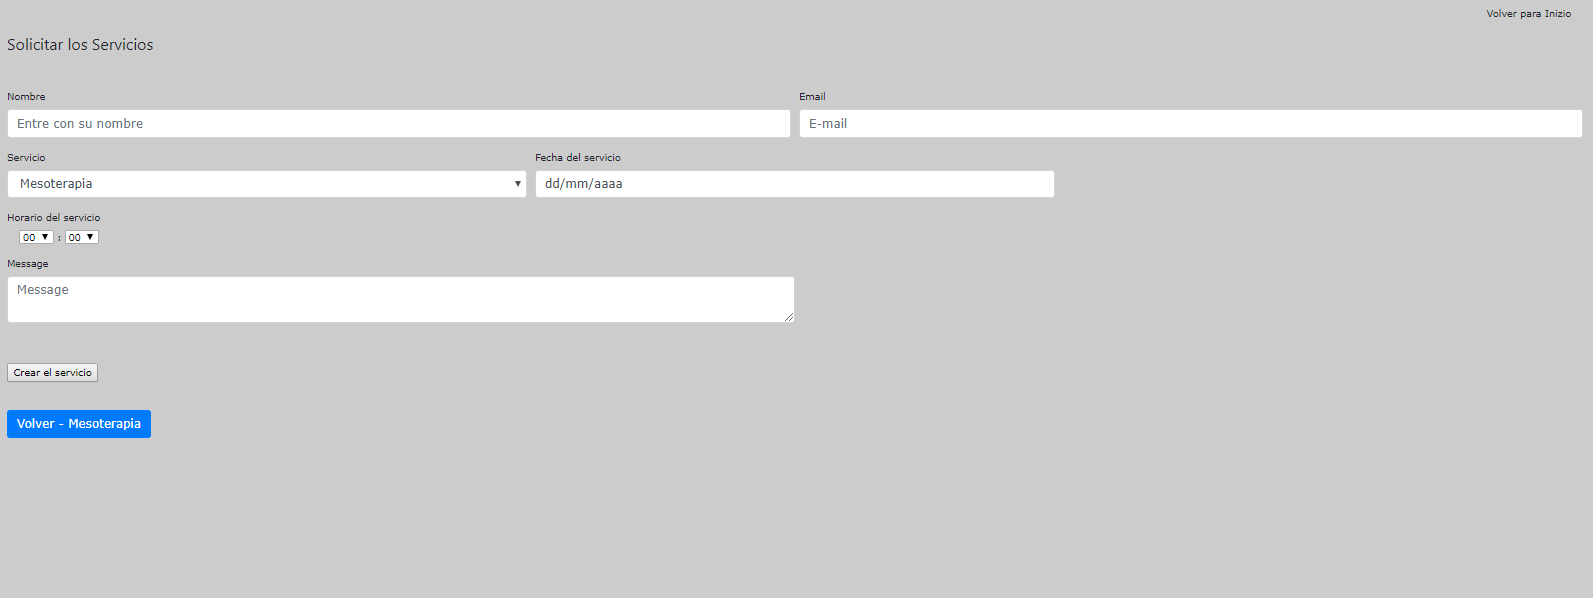 Volver para Inizio
Solicitar los Servicios
Nombre
Email
Entre con su nombre
E-mail
Servicio
Fecha del servicio
Mesoterapia
dd/mm/aaaa
Horario del servicio
00 : 00
Message
Message
Crear el servicio
Volver - Mesoterapia